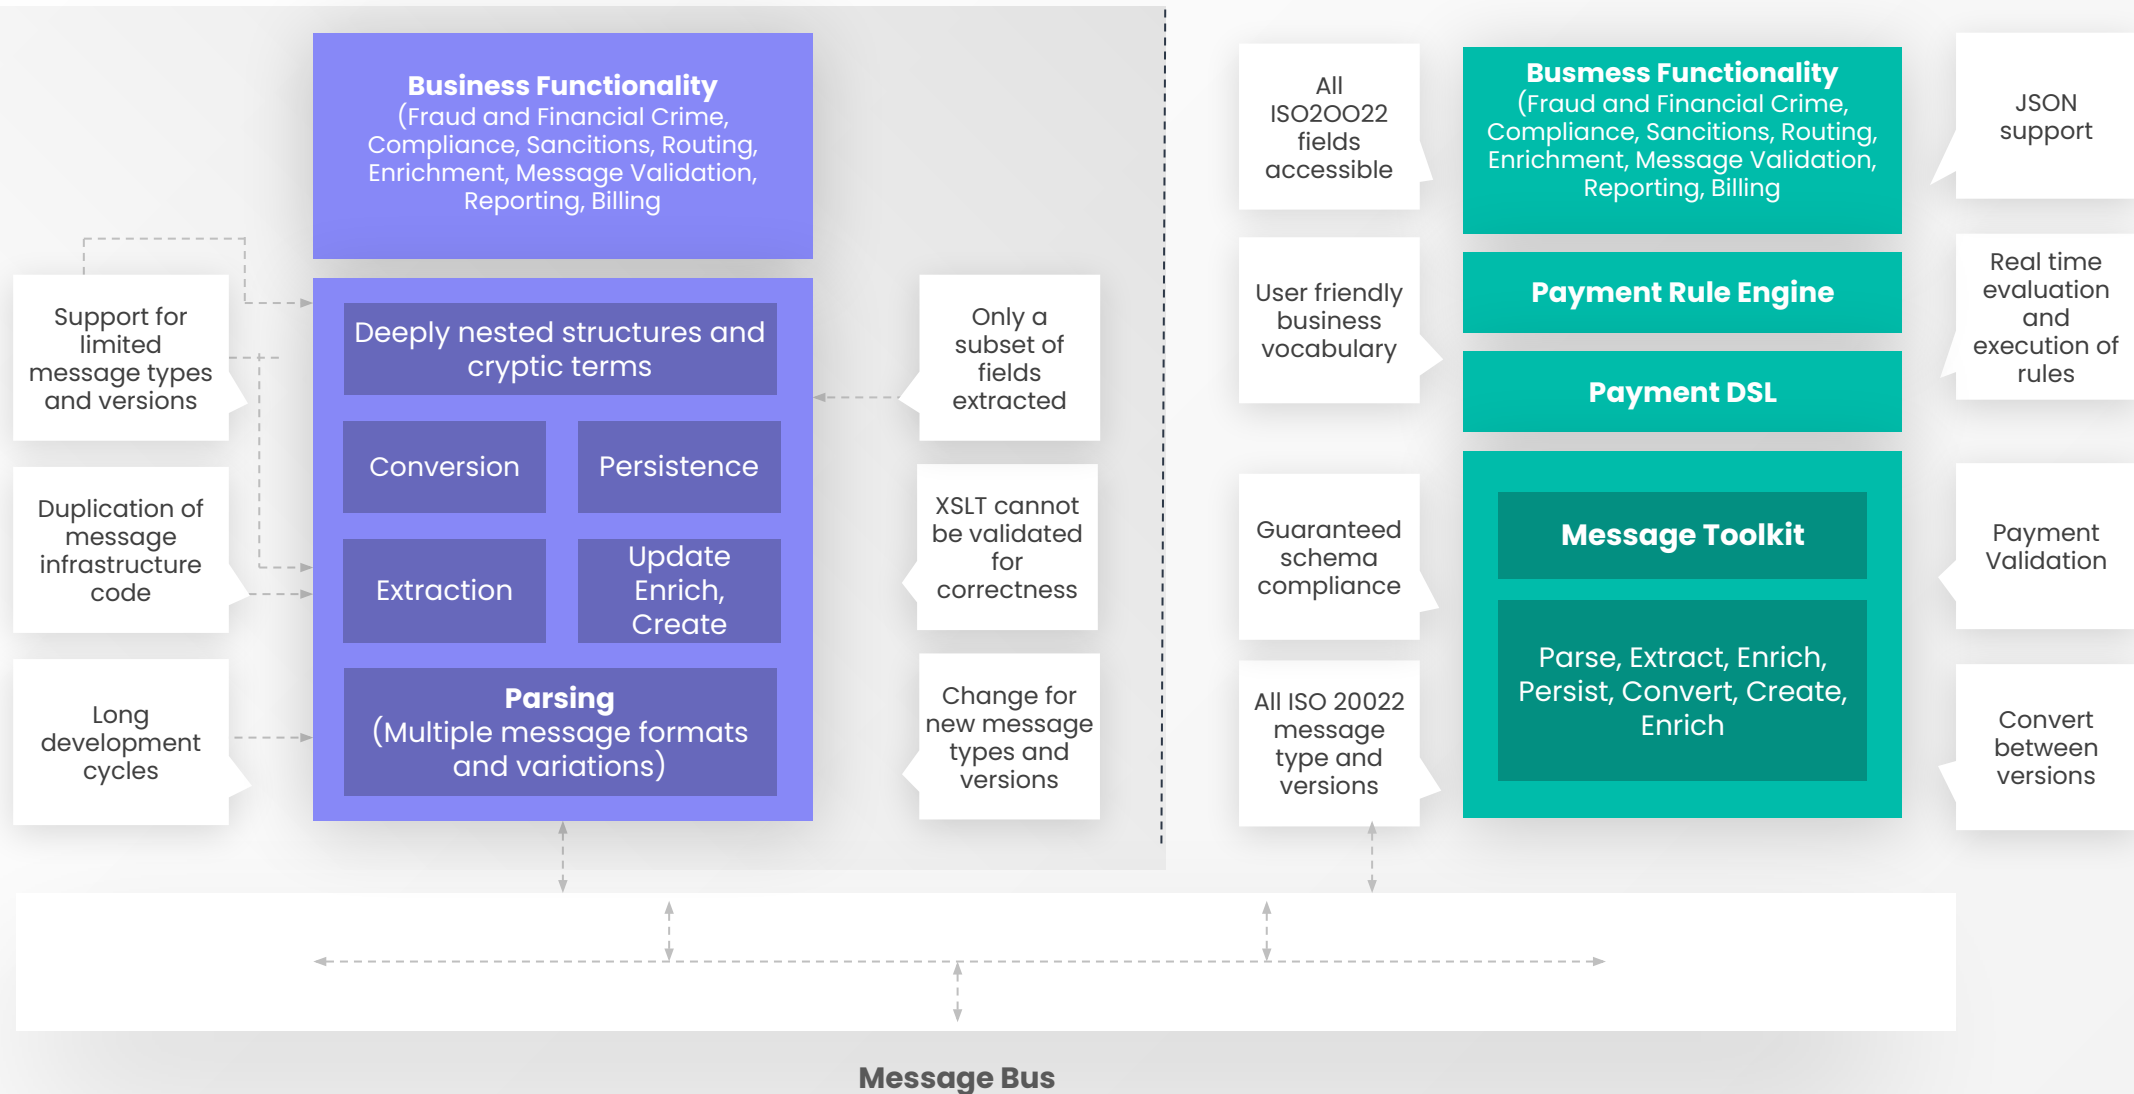 Business Functionality
(Fraud and Financial Crime,
Compliance, Sancitions, Routing,
Enrichment, Message Validation,
Reporting, Billing
Support for
limited
message types
and versions
Duplication of
message
infrastructure
code
Long
development
cycles
Deeply nested structures and
cryptic terms
Conversion
Persistence
Extraction
Update
Enrich,
Create
Parsing
(Multiple message formats
and variations)
Only a
subset of
fields
extracted
XSLT cannot
be validated
for
correctness
Change for
new message
types and
versions
All
ISO2OO22
fields
accessible
User friendly
business
vocabulary
Guaranteed
schema
compliance
All ISO 20022
message
type and
versions
Busmess Functionality
(Fraud and Financial Crime,
Compliance, Sancitions, Routing,
Enrichment, Message Validation,
Reporting, Billing
Payment Rule Engine
Payment DSL
Message Toolkit
Parse, Extract, Enrich,
Persist, Convert, Create,
Enrich
JSON
support
Real time
evaluation
and
execution of
rules
Payment
Validation
Convert
between
versions
Message Bus